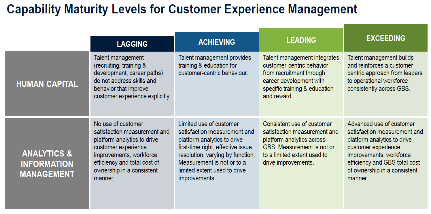 Capability Maturity Levels for Customer Experience Management
LAGGING
ACHIEVING
LEADING
EXCEEDING
HUMAN CAPITAL
Talent management
(recruiting, training &
development, career paths)
do not address skills and
behavior that improve
customer experience explicitly.
Talent management provides
training & education for
customer-centric behaviour.
Talent management integrates
customer centric behavior
from recruitment through
career development with
specific training & education
and reward
Talent management builds
and reinforces a customer
centric approach from leaders
to operational workforce
consistently across GBS.
ANALYTICS &
INFORMATION
MANAGEMENT
No use of customer
satisfaction measurement and
platform analytics to drive
customer experience
improvements, workforce
efficiency and total cost of
ownership in a consistent
manner
Limited use of customer
satisfaction measurement and
platform analytics to drive
first-time right, effective issue
resolution, varying by function.
Measurement is not or to a
limited extent used to drive
improvements
Consistent use of customer
satisfaction measurement and
platform analytics across
GBS. Measurement is not or
to a limited extent used to
drive improvements.
Advanced use of customer
satisfaction measurement and
platform analytics to drive
customer experience
improvements, workforce
efficiency and GBS total cost
of ownership in a consistent
manner